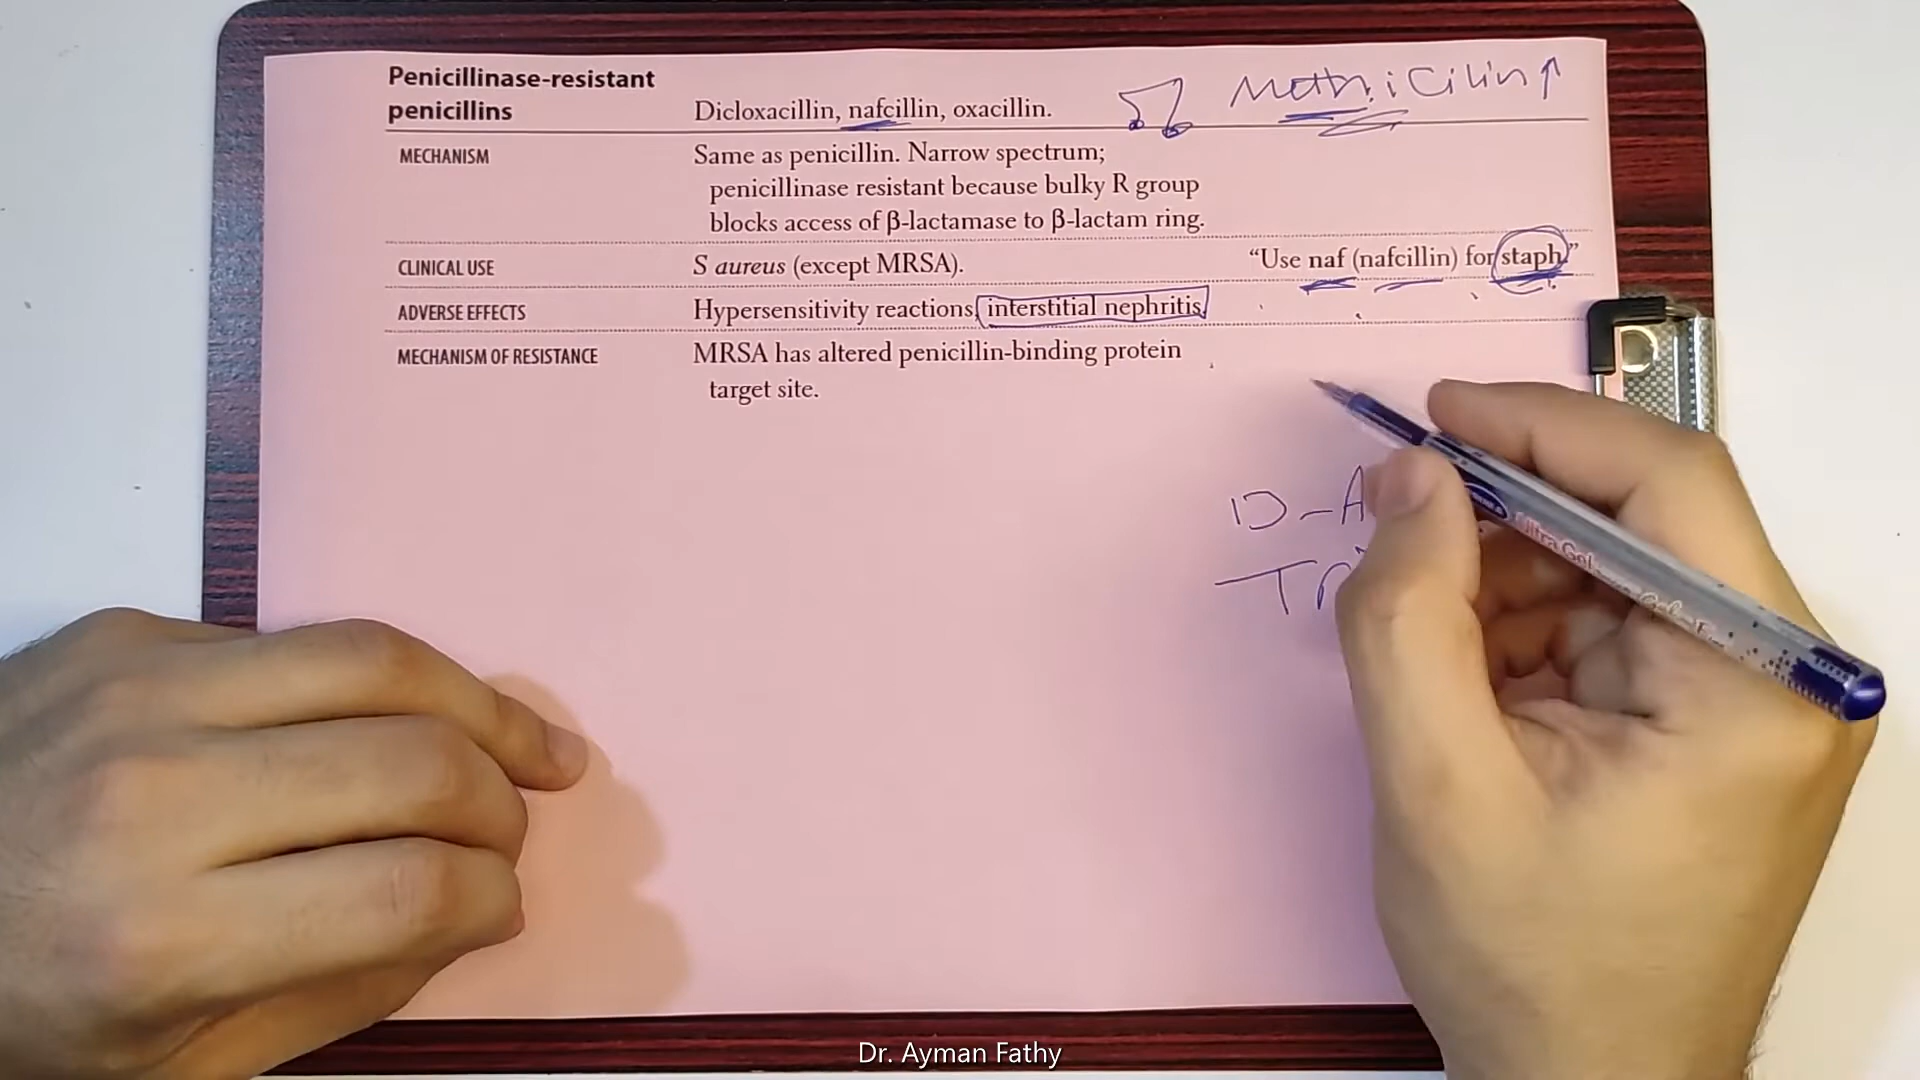 Penicillinase-resistant
penicillins
Dicloxacillin, nafcillin, oxacillin.
Methicilin
MECHANISM
Same as penicillin. Narrow spectrum;
penicillinase resistant because bulky R group
blocks access of β-lactamase to β-lactam ring.
CLINICAL USE
S aureus (except MRSA).
“Use naf (nafcillin) for staph.”
ADVERSE EFFECTS
Hypersensitivity reactions, interstitial nephritis.
MECHANISM OF RESISTANCE
MRSA has altered penicillin-binding protein
target site.
D-A
Ultra Gel
Dr. Ayman Fathy